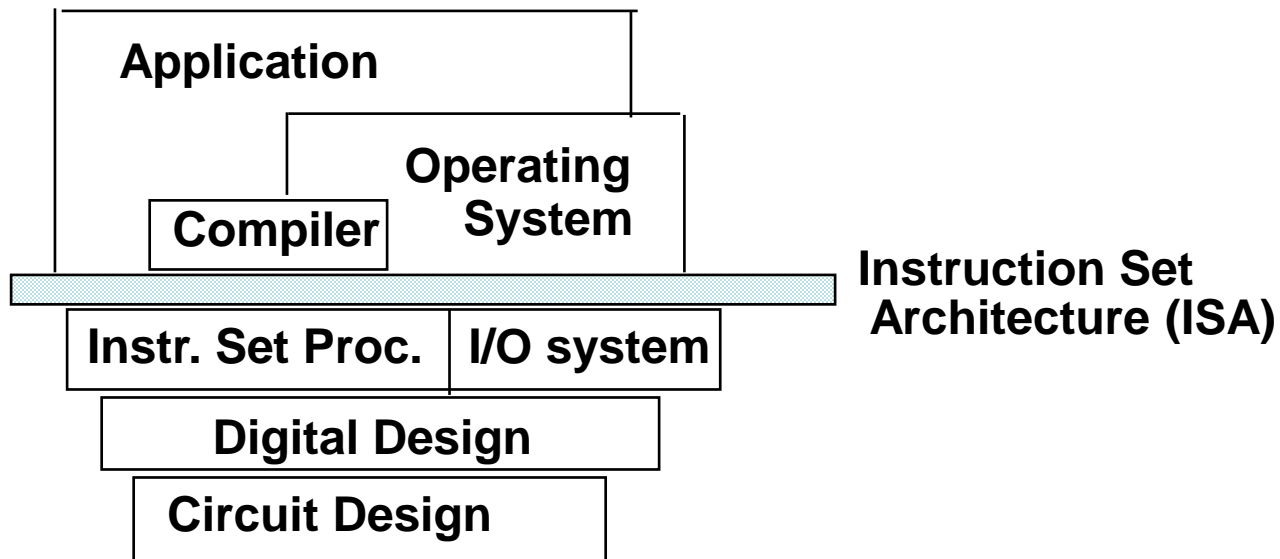 Application
Operating
System
Compiler
Instruction Set
Architecture (ISA)
Instr. Set Proc.
I/O system
Digital Design
Circuit Design